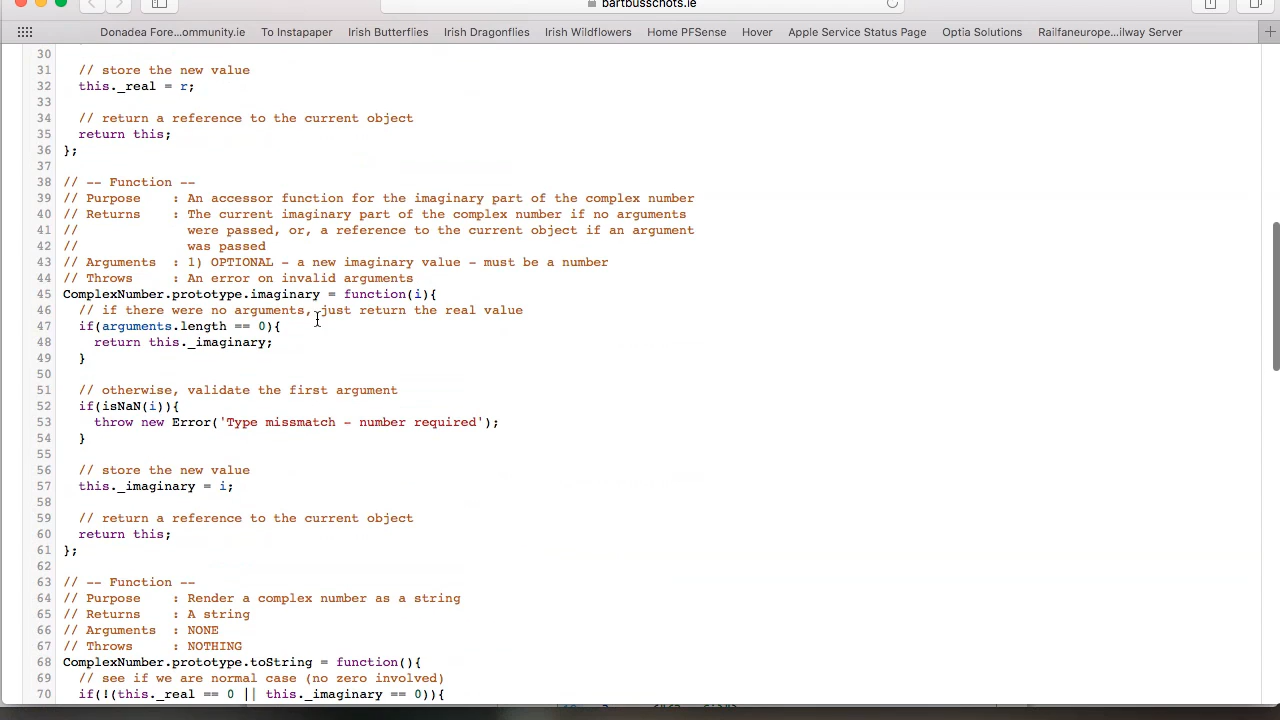 bartbusschots.ie
Donadea Fore...ommunity.ie To Instapaper Irish Butterflies Irish Dragonflies Irish Wildflowers Home PFSense Hover Apple Service Status Page Optia Solutions Railfaneurope...ilway Server
30
31 // store the new value
32 this._real = r;
33
34 // return a reference to the current object
35 return this;
36 };
37
38 // -- Function --
39 // Purpose : An accessor function for the imaginary part of the complex number
40 // Returns : The current imaginary part of the complex number if no arguments
41 // were passed, or, a reference to the current object if an argument
42 // was passed
43 // Arguments : 1) OPTIONAL - a new imaginary value - must be a number
44 // Throws : An error on invalid arguments
45 ComplexNumber.prototype.imaginary = function(i){
46 // if there were no arguments, just return the real value
47 if(arguments.length == 0){
48 return this._imaginary;
49 }
50
51 // otherwise, validate the first argument
52 if(isNaN(i)){
53 throw new Error('Type missmatch - number required');
54 }
55
56 // store the new value
57 this._imaginary = i;
58
59 // return a reference to the current object
60 return this;
61 };
62
63 // -- Function --
64 // Purpose : Render a complex number as a string
65 // Returns : A string
66 // Arguments : NONE
67 // Throws : NOTHING
68 ComplexNumber.prototype.toString = function(){
69 // see if we are normal case (no zero involved)
70 if(!(this._real == 0 || this._imaginary == 0)){